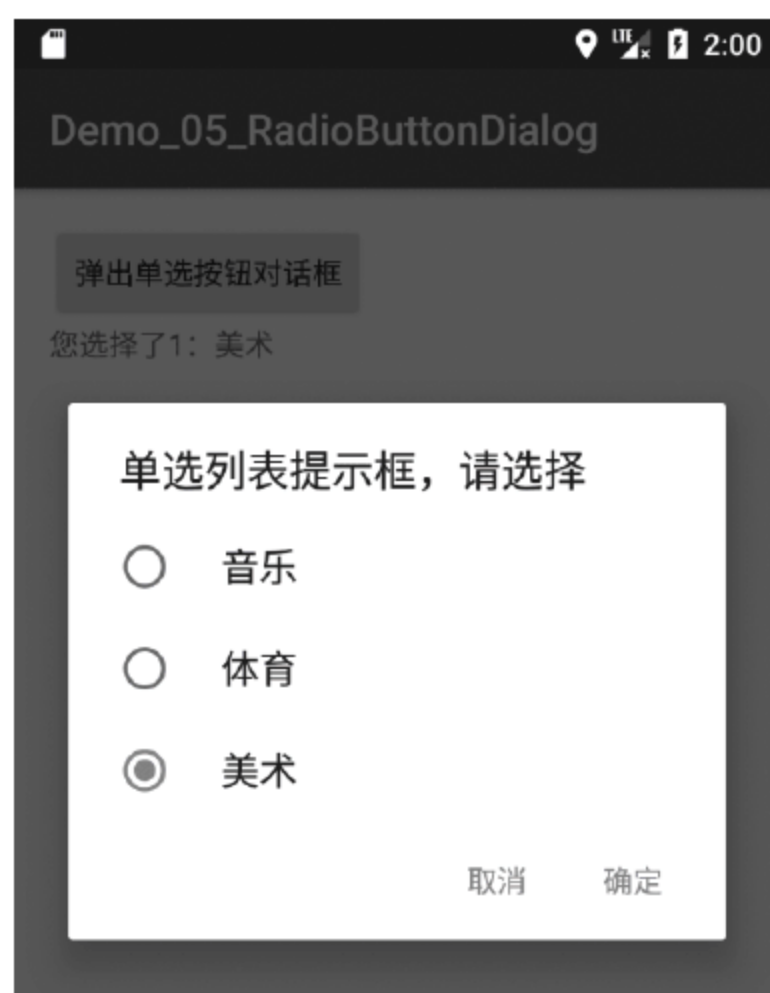 LTE 2:00
Demo_05_RadioButtonDialog
弹出单选按钮对话框
您选择了1：美术
单选列表提示框，请选择
音乐
体育
美术
取消 确定